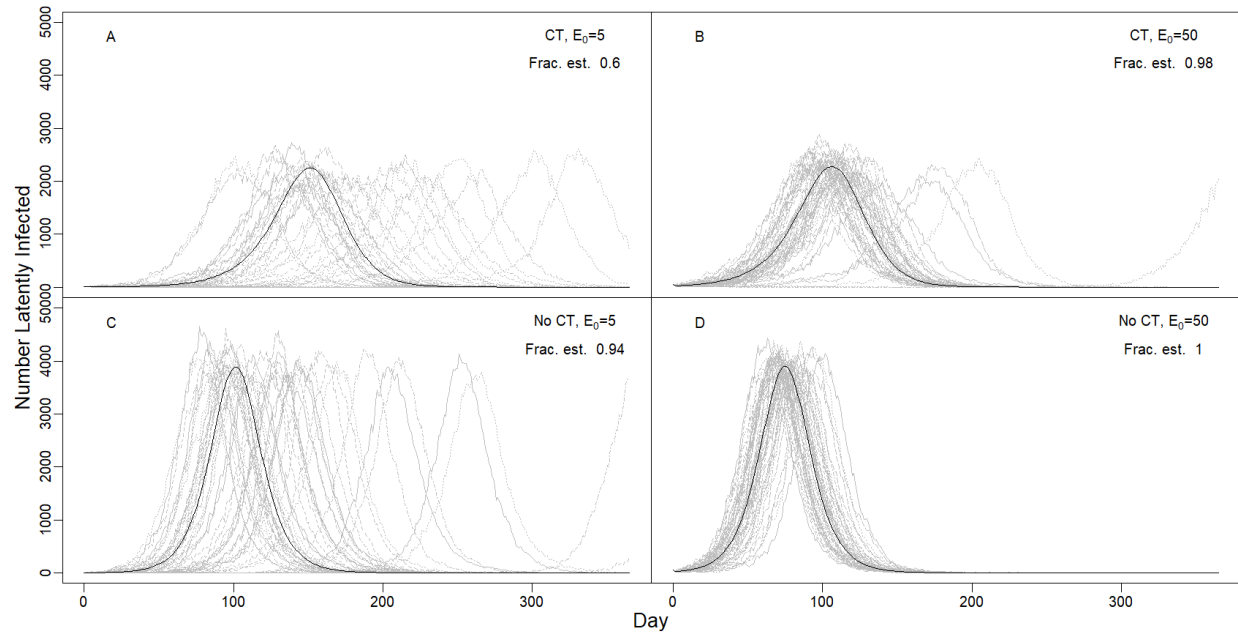 A
CT, E₀=5
Frac. est. 0.6
B
CT, E₀=50
Frac. est. 0.98
C
No CT, E₀=5
Frac. est. 0.94
D
No CT, E₀=50
Frac. est. 1
Number Latently Infected
5000
4000
3000
2000
1000
0
5000
4000
3000
2000
1000
0
0 100 200 300 0 100 200 300
Day